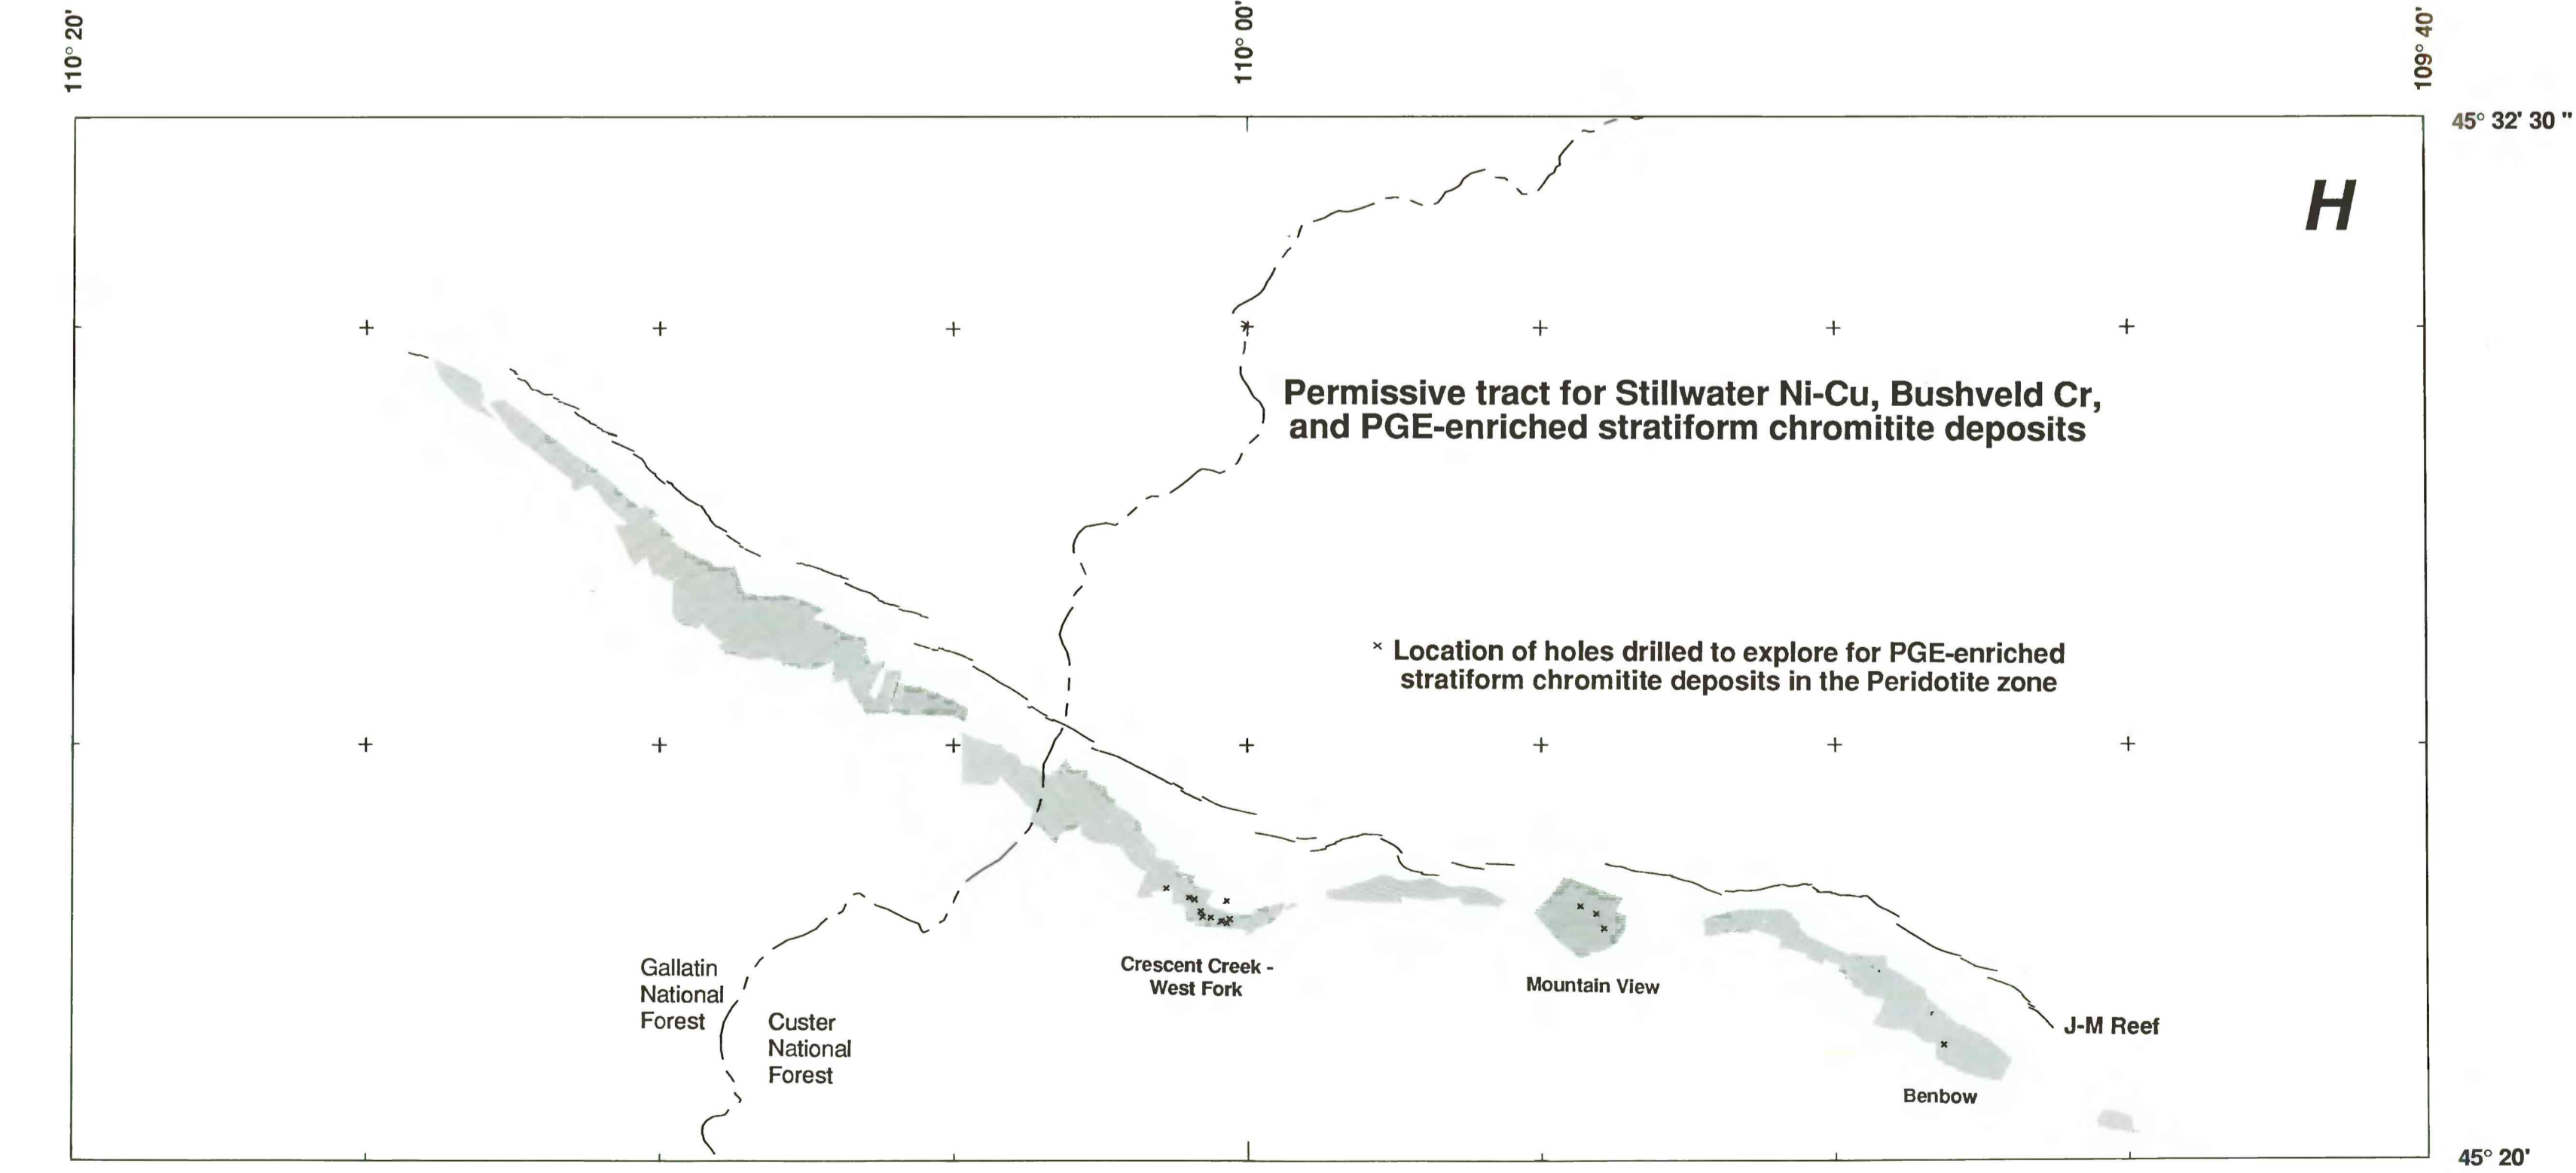 110° 20'
110° 00'
109° 40'
45° 32' 30 "
H
Permissive tract for Stillwater Ni-Cu, Bushveld Cr,
and PGE-enriched stratiform chromitite deposits
× Location of holes drilled to explore for PGE-enriched
stratiform chromitite deposits in the Peridotite zone
Gallatin
National
Forest
Custer
National
Forest
Crescent Creek -
West Fork
Mountain View
J-M Reef
Benbow
45° 20'